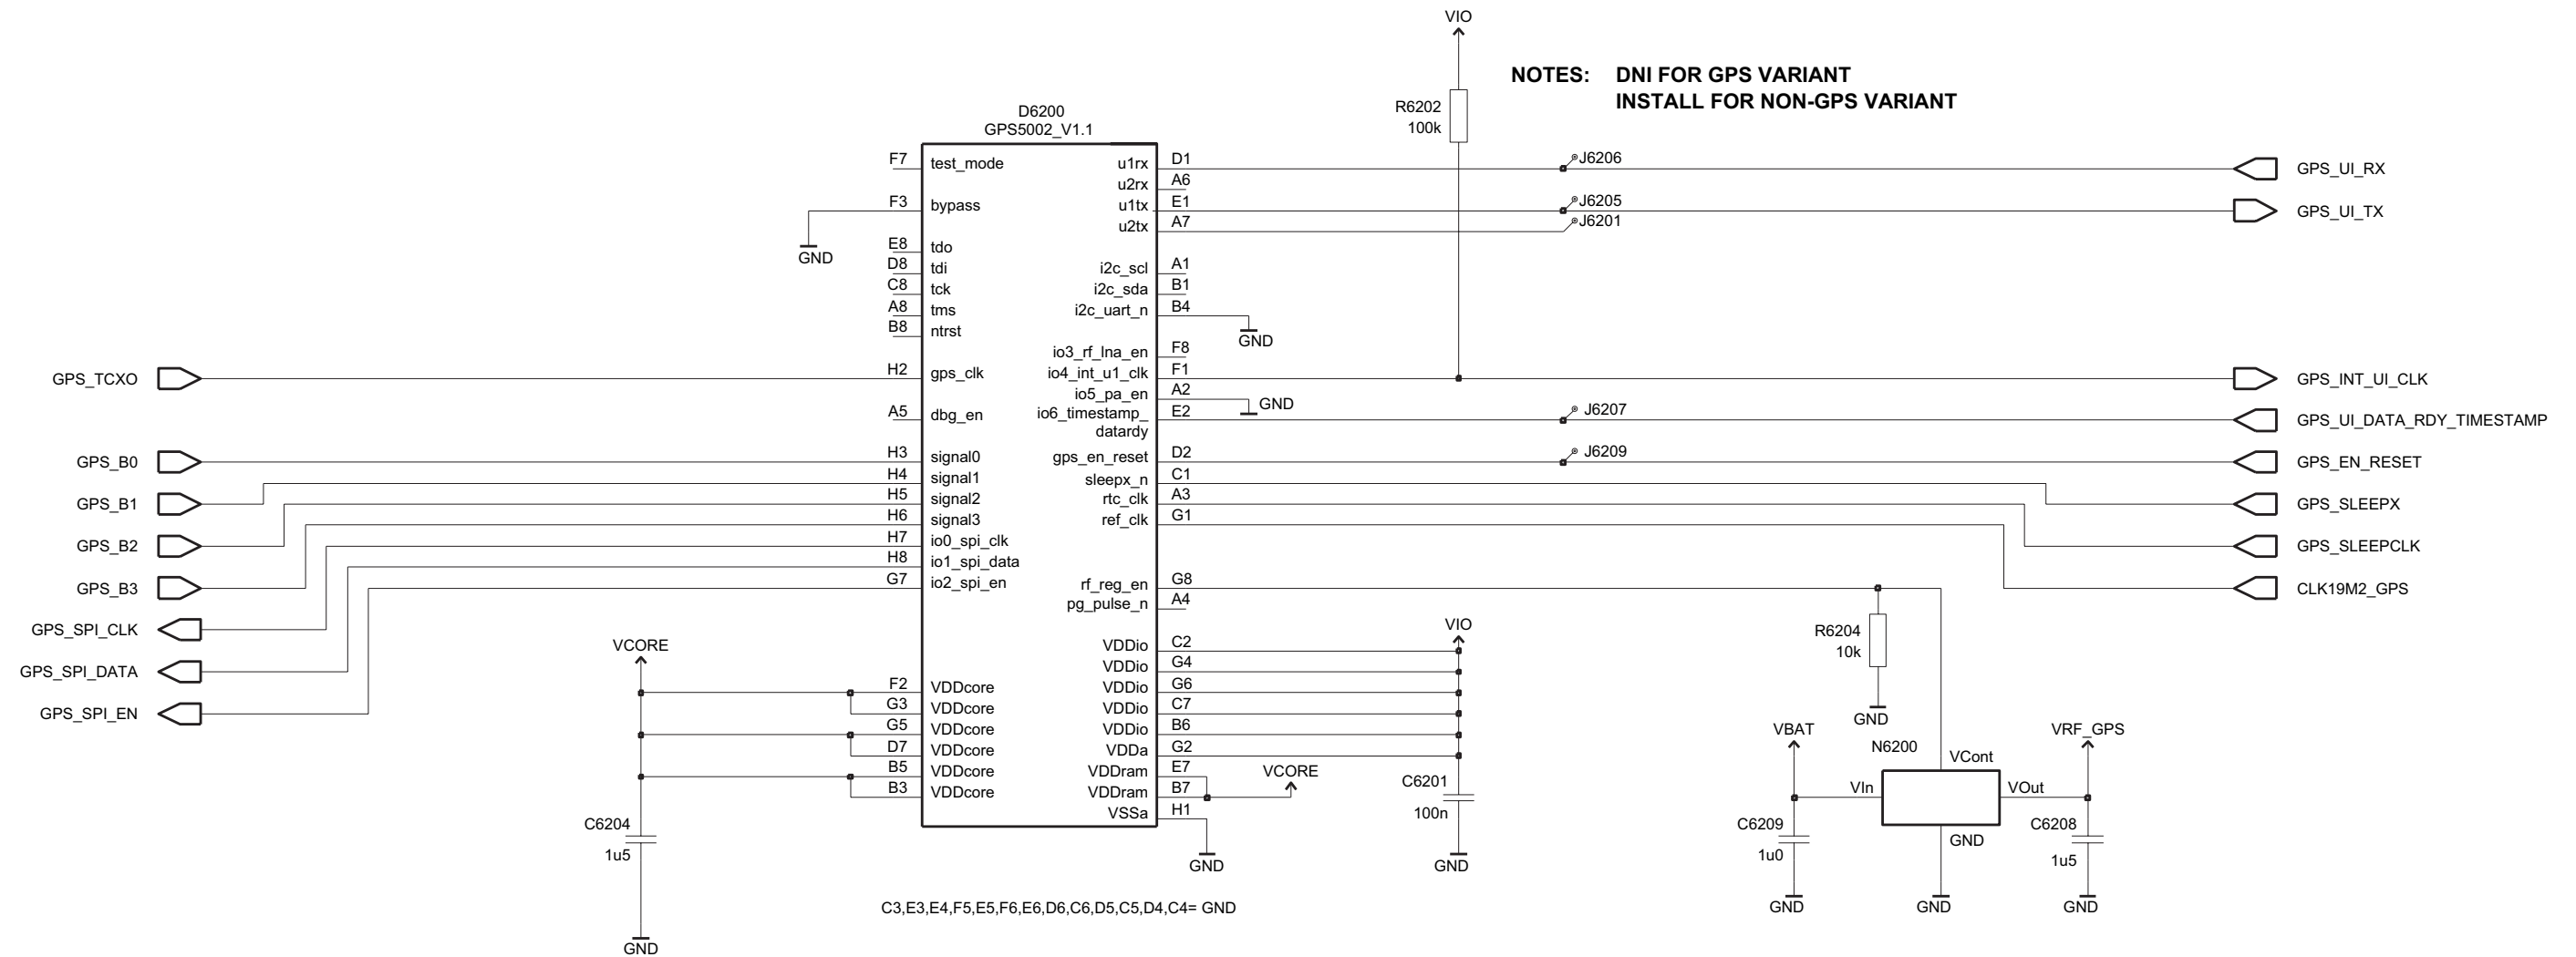 VIO
NOTES: DNI FOR GPS VARIANT
INSTALL FOR NON-GPS VARIANT
R6202
100k
D6200
GPS5002_V1.1
F7 test_mode
F3 bypass
GND
E8 tdo
D8 tdi
C8 tck
A8 tms
B8 ntrst
GPS_TCXO H2 gps_clk
A5 dbg_en
GPS_B0 H3 signal0
GPS_B1 H4 signal1
GPS_B2 H5 signal2
GPS_B3 H6 signal3
GPS_SPI_CLK H7 io0_spi_clk
GPS_SPI_DATA H8 io1_spi_data
GPS_SPI_EN G7 io2_spi_en
VCORE
F2 VDDcore
G3 VDDcore
G5 VDDcore
D7 VDDcore
B5 VDDcore
B3 VDDcore
C6204
1u5
GND
u1rx D1 J6206 GPS_UI_RX
u2rx A6
u1tx E1 J6205 GPS_UI_TX
u2tx A7 J6201
i2c_scl A1
i2c_sda B1
i2c_uart_n B4
GND
io3_rf_lna_en F8
io4_int_u1_clk F1 GPS_INT_UI_CLK
io5_pa_en A2 GND
io6_timestamp_ E2 J6207 GPS_UI_DATA_RDY_TIMESTAMP
datardy
gps_en_reset D2 J6209 GPS_EN_RESET
sleepx_n C1 GPS_SLEEPX
rtc_clk A3 GPS_SLEEPCLK
ref_clk G1 CLK19M2_GPS
rf_reg_en G8
pg_pulse_n A4
VDDio C2
VDDio G4
VDDio G6
VDDio C7
VDDio B6
VDDa G2
VDDram E7
VDDram B7
VSSa H1
VCORE
GND
VIO
C6201
100n
GND
R6204
10k
GND
VBAT
N6200
VCont
VRF_GPS
VIn
VOut
GND
C6209
1u0
GND
GND
C6208
1u5
GND
C3,E3,E4,F5,E5,F6,E6,D6,C6,D5,C5,D4,C4= GND